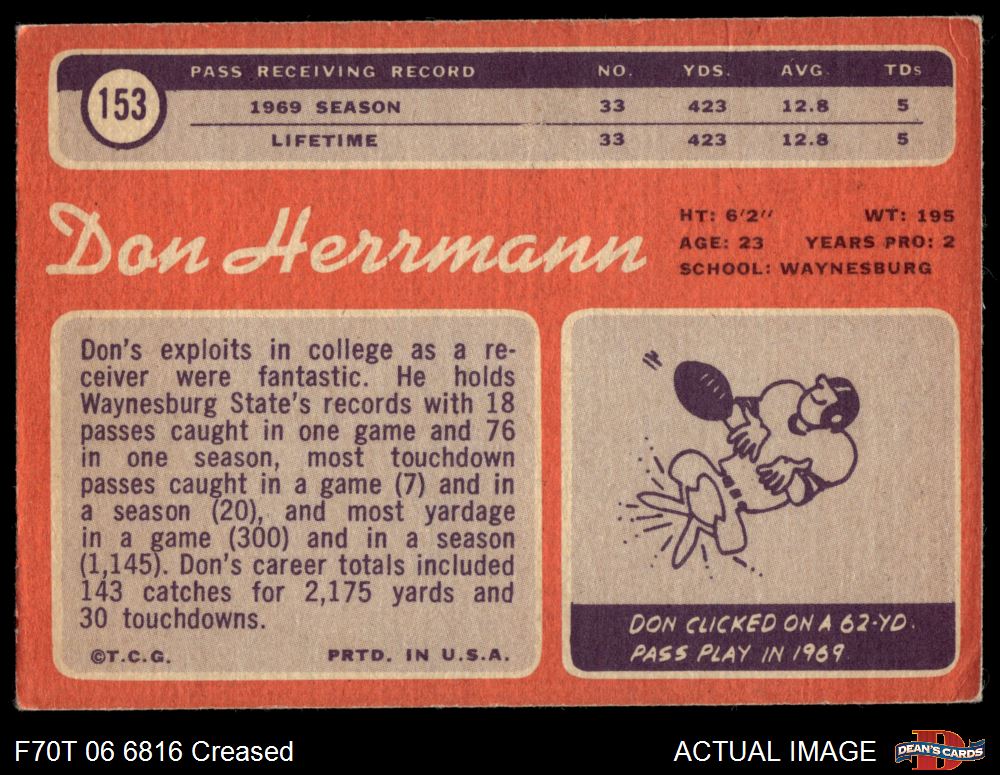 153
PASS RECEIVING RECORD NO. YDS. AVG. TDs
1969 SEASON 33 423 12.8 5
LIFETIME 33 423 12.8 5
Don Herrmann
HT: 6'2" WT: 195
AGE: 23 YEARS PRO: 2
SCHOOL: WAYNESBURG
Don's exploits in college as a re-
ceiver were fantastic. He holds
Waynesburg State's records with 18
passes caught in one game and 76
in one season, most touchdown
passes caught in a game (7) and in
a season (20), and most yardage
in a game (300) and in a season
(1,145). Don's career totals included
143 catches for 2,175 yards and
30 touchdowns.
©T.C.G. PRTD. IN U.S.A.
DON CLICKED ON A 62-YD.
PASS PLAY IN 1969
F70T 06 6816 Creased
ACTUAL IMAGE
D
DEAN'S CARDS